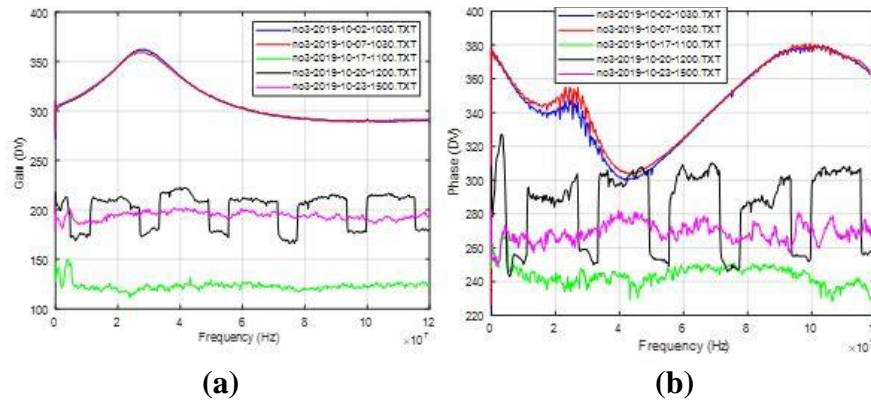 400
350
300
250
200
150
100
Gain (DV)
0 2 4 6 8 10 12
Frequency (Hz)
×10⁷
no3-2019-10-02-1030.TXT
no3-2019-10-07-1030.TXT
no3-2019-10-17-1100.TXT
no3-2019-10-20-1200.TXT
no3-2019-10-23-1500.TXT
(a)
400
380
360
340
320
300
280
260
240
220
Phase (DV)
0 2 4 6 8 10 12
Frequency (Hz)
×10⁷
no3-2019-10-02-1030.TXT
no3-2019-10-07-1030.TXT
no3-2019-10-17-1100.TXT
no3-2019-10-20-1200.TXT
no3-2019-10-23-1500.TXT
(b)